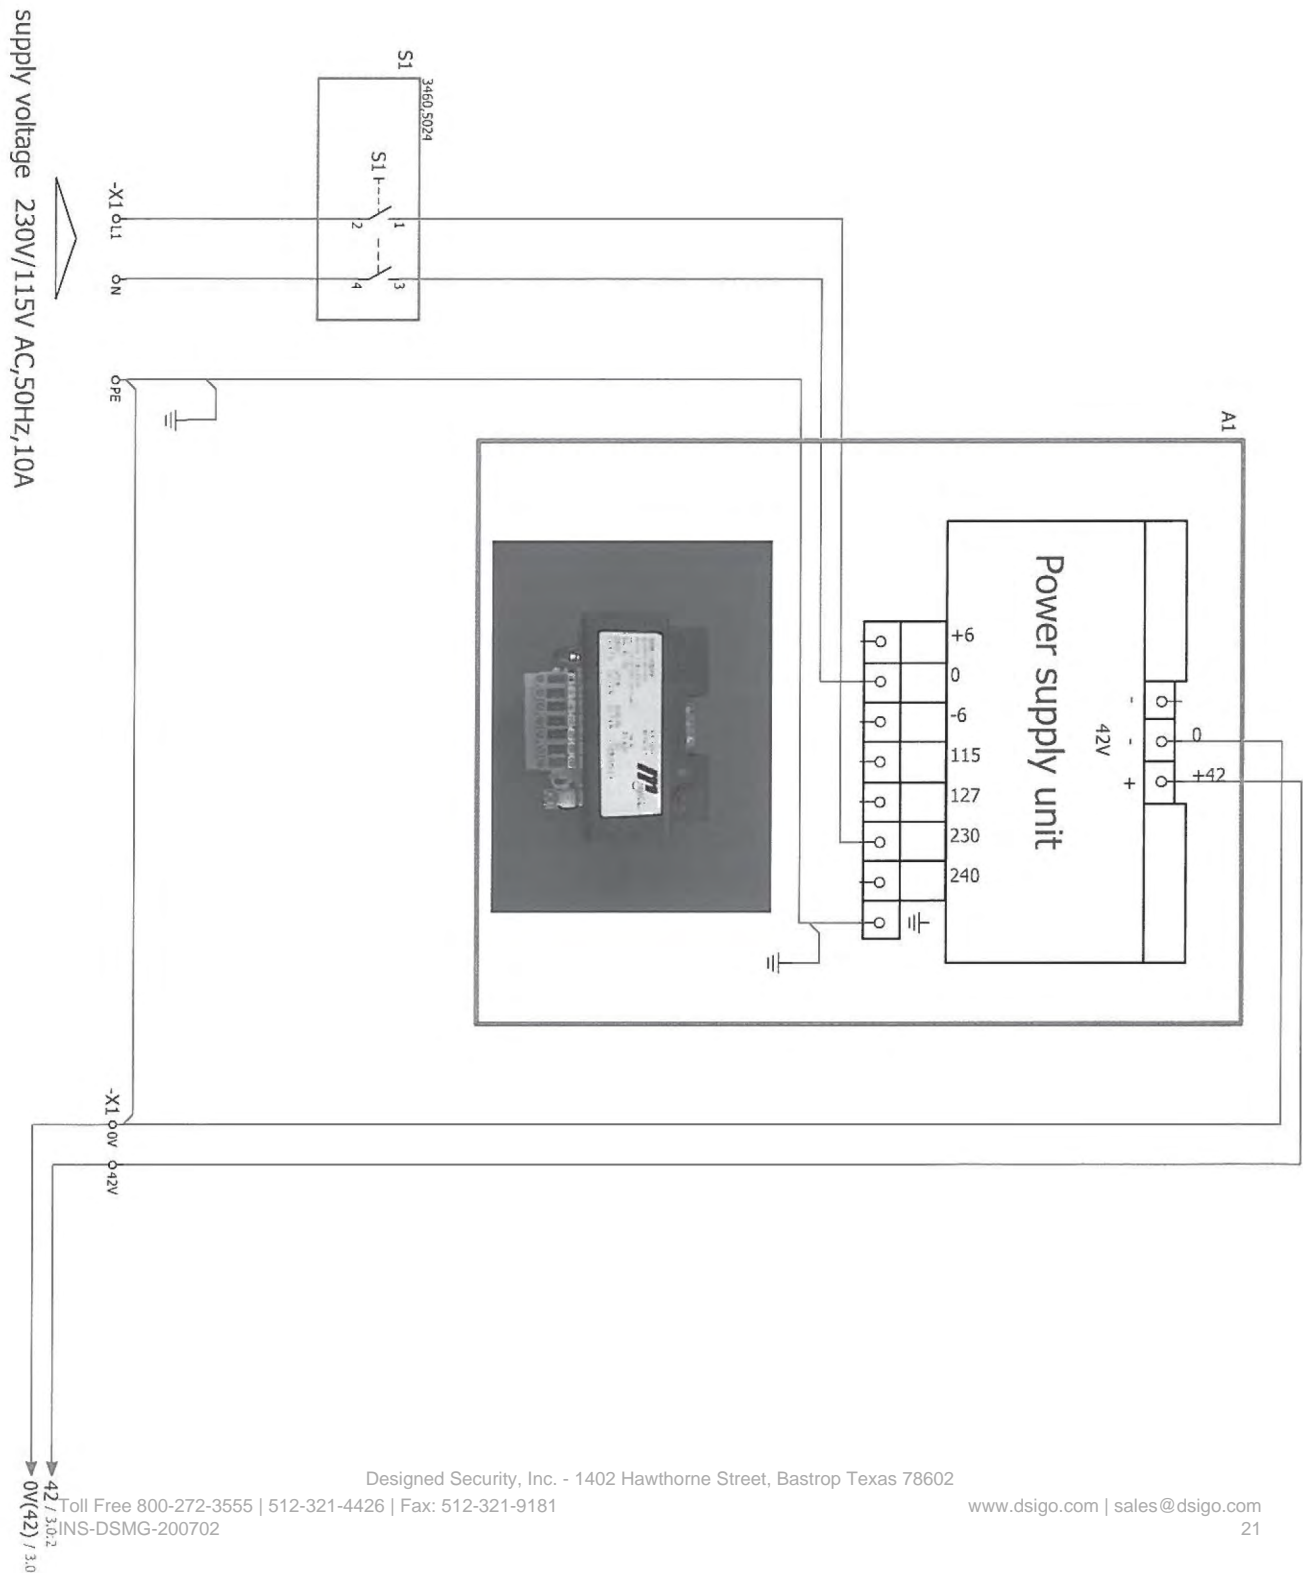 supply voltage 230V/115V AC,50Hz,10A
S1
3460,5024
S1
1
2
3
4
-X1
L1
N
PE
A1
Power supply unit
42V
-
-
+
0
+42
+6
0
-6
115
127
230
240
-X1
0V
42V
42 / 3.0:2
0V(42) / 3.0
Designed Security, Inc. - 1402 Hawthorne Street, Bastrop Texas 78602
Toll Free 800-272-3555 | 512-321-4426 | Fax: 512-321-9181
www.dsigo.com | sales@dsigo.com
INS-DSMG-200702
21